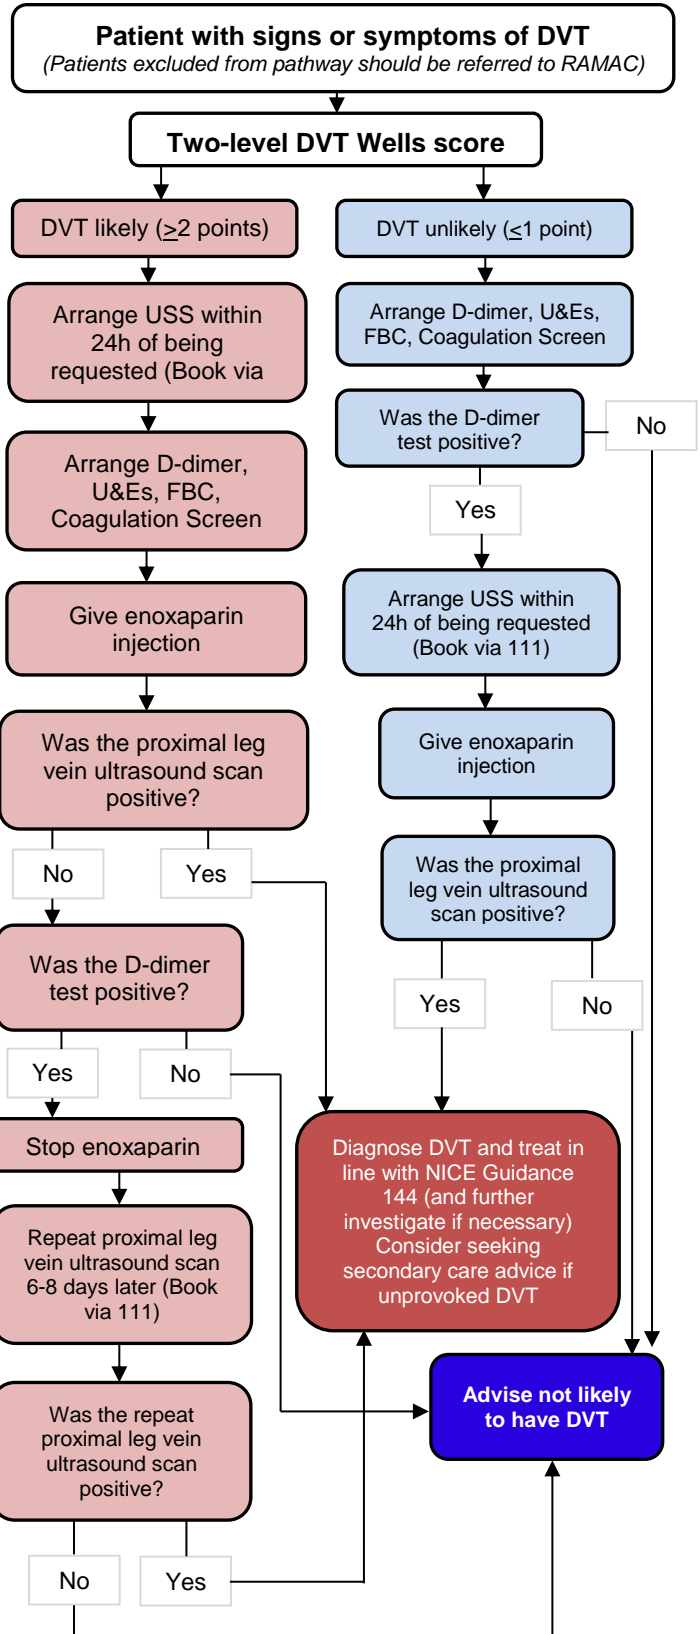 Patient with signs or symptoms of DVT
(Patients excluded from pathway should be referred to RAMAC)
Two-level DVT Wells score
DVT likely (≥2 points)
DVT unlikely (≤1 point)
Arrange USS within
24h of being
requested (Book via
Arrange D-dimer, U&Es,
FBC, Coagulation Screen
Was the D-dimer
test positive?
No
Arrange D-dimer,
U&Es, FBC,
Coagulation Screen
Yes
Give enoxaparin
injection
Arrange USS within
24h of being requested
(Book via 111)
Was the proximal leg
vein ultrasound scan
positive?
Give enoxaparin
injection
No
Yes
Was the proximal
leg vein ultrasound
scan positive?
Was the D-dimer
test positive?
Yes
No
Yes
No
Stop enoxaparin
Diagnose DVT and treat in
line with NICE Guidance
144 (and further
investigate if necessary)
Consider seeking
secondary care advice if
unprovoked DVT
Repeat proximal leg
vein ultrasound scan
6-8 days later (Book
via 111)
Advise not likely
to have DVT
Was the repeat
proximal leg vein
ultrasound scan
positive?
No
Yes